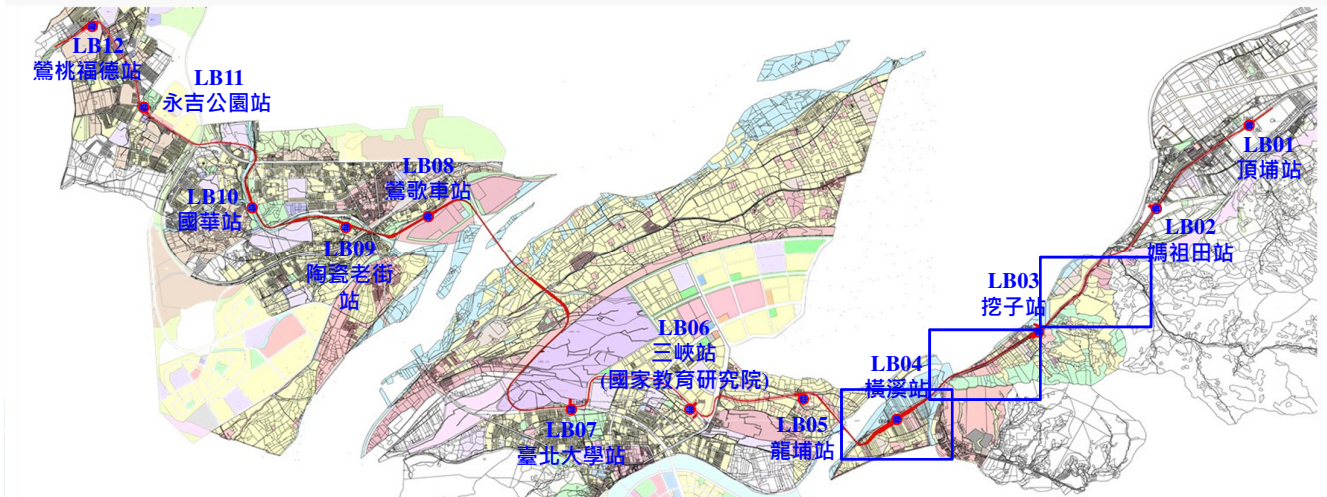 LB12
鶯桃福德站
LB11
永吉公園站
LB10
國華站
LB09
陶瓷老街
站
LB08
鶯歌車站
LB07
臺北大學站
LB06
三峽站
(國家教育研究院)
LB05
龍埔站
LB04
橫溪站
LB03
挖子站
LB02
媽祖田站
LB01
頂埔站